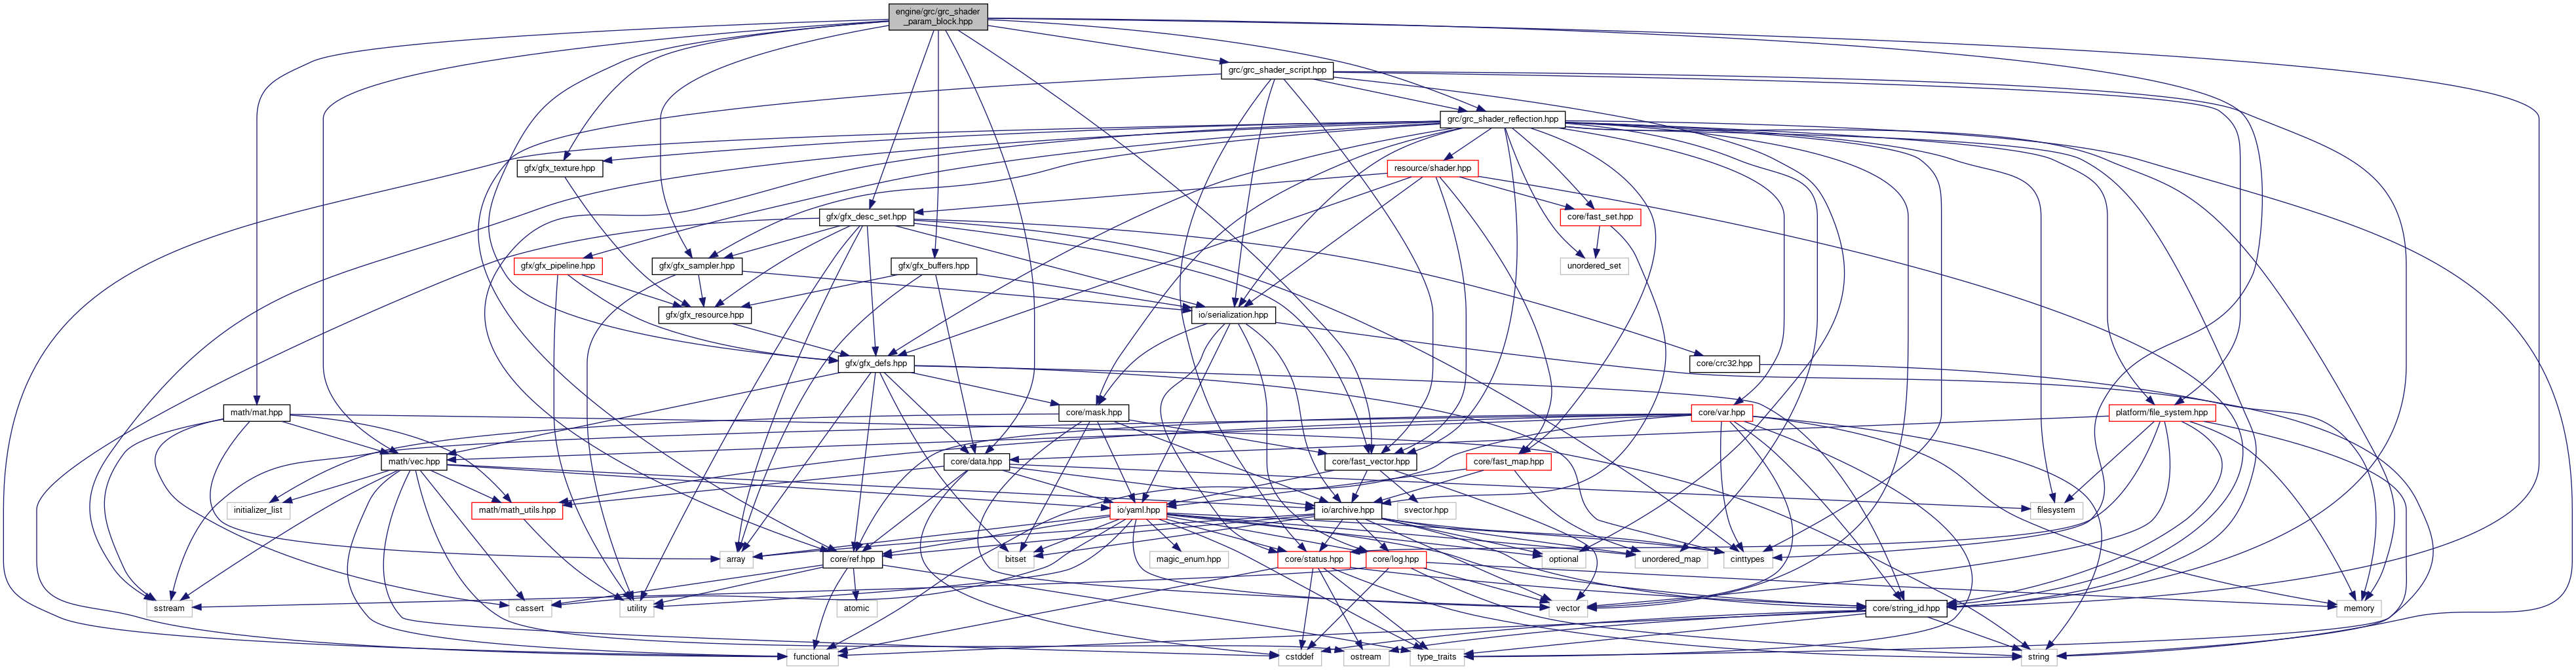 engine/grc/grc_shader
_param_block.hpp
grc/grc_shader_script.hpp
grc/grc_shader_reflection.hpp
gfx/gfx_texture.hpp
resource/shader.hpp
gfx/gfx_desc_set.hpp
core/fast_set.hpp
gfx/gfx_pipeline.hpp
gfx/gfx_sampler.hpp
gfx/gfx_buffers.hpp
unordered_set
gfx/gfx_resource.hpp
io/serialization.hpp
gfx/gfx_defs.hpp
core/crc32.hpp
math/mat.hpp
core/mask.hpp
core/var.hpp
platform/file_system.hpp
math/vec.hpp
core/data.hpp
core/fast_vector.hpp
core/fast_map.hpp
initializer_list
math/math_utils.hpp
io/yaml.hpp
io/archive.hpp
svector.hpp
filesystem
array
core/ref.hpp
bitset
magic_enum.hpp
core/status.hpp
core/log.hpp
optional
unordered_map
cinttypes
sstream
cassert
utility
atomic
vector
core/string_id.hpp
memory
functional
cstddef
ostream
type_traits
string